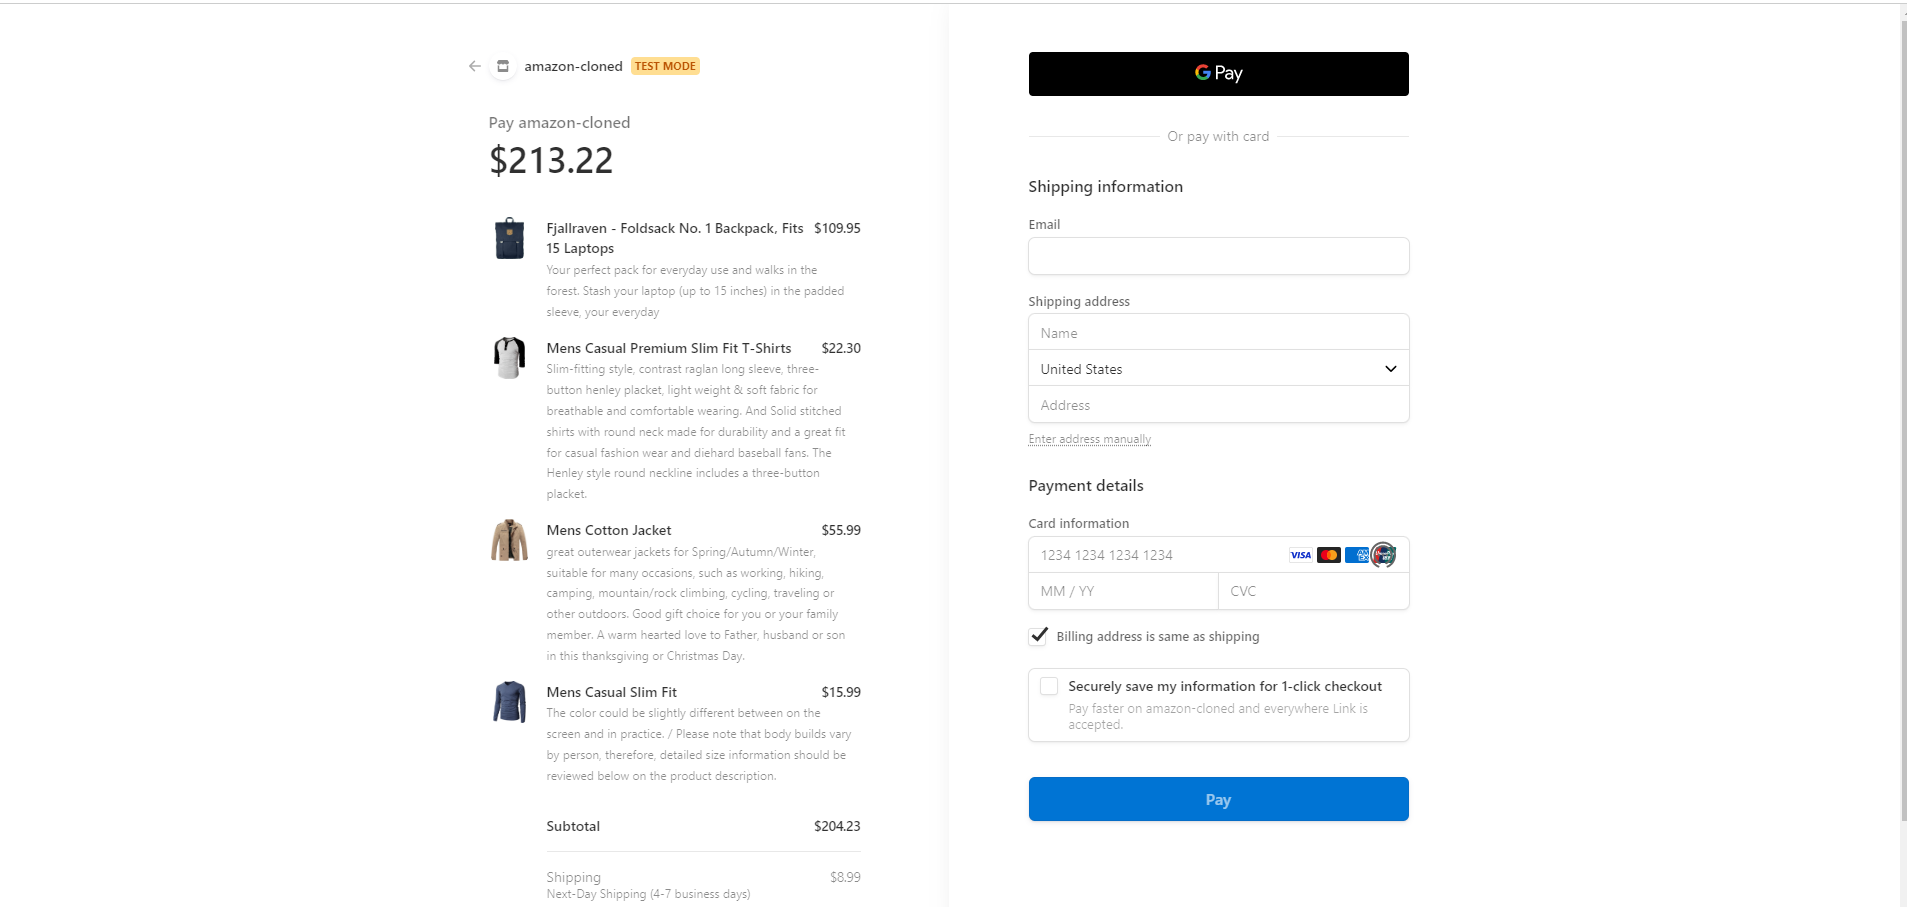 amazon-cloned TEST MODE
Pay amazon-cloned
$213.22
Fjallraven - Foldsack No. 1 Backpack, Fits $109.95
15 Laptops
Your perfect pack for everyday use and walks in the
forest. Stash your laptop (up to 15 inches) in the padded
sleeve, your everyday
Mens Casual Premium Slim Fit T-Shirts $22.30
Slim-fitting style, contrast raglan long sleeve, three-
button henley placket, light weight & soft fabric for
breathable and comfortable wearing. And Solid stitched
shirts with round neck made for durability and a great fit
for casual fashion wear and diehard baseball fans. The
Henley style round neckline includes a three-button
placket.
Mens Cotton Jacket $55.99
great outerwear jackets for Spring/Autumn/Winter,
suitable for many occasions, such as working, hiking,
camping, mountain/rock climbing, cycling, traveling or
other outdoors. Good gift choice for you or your family
member. A warm hearted love to Father, husband or son
in this thanksgiving or Christmas Day.
Mens Casual Slim Fit $15.99
The color could be slightly different between on the
screen and in practice. / Please note that body builds vary
by person, therefore, detailed size information should be
reviewed below on the product description.
Subtotal $204.23
Shipping $8.99
Next-Day Shipping (4-7 business days)
G Pay
Or pay with card
Shipping information
Email
Shipping address
Name
United States
Address
Enter address manually
Payment details
Card information
1234 1234 1234 1234 VISA
MM / YY CVC
Billing address is same as shipping
Securely save my information for 1-click checkout
Pay faster on amazon-cloned and everywhere Link is
accepted.
Pay